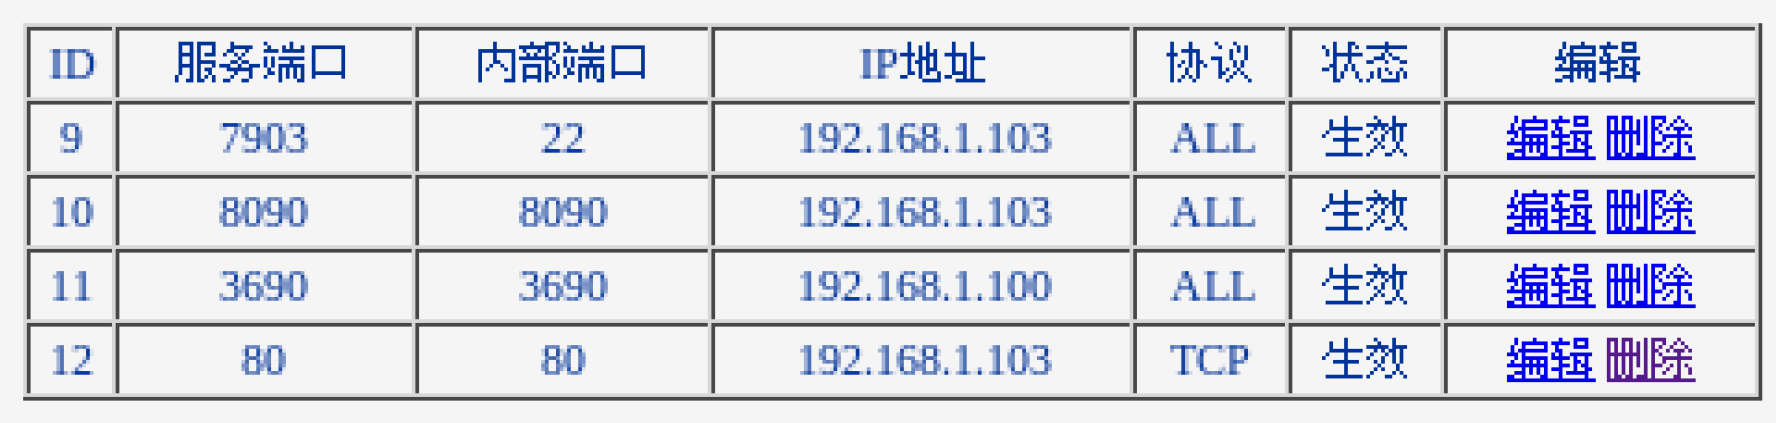 ID 服务端口 内部端口 IP地址 协议 状态 编辑
9 7903 22 192.168.1.103 ALL 生效 编辑 删除
10 8090 8090 192.168.1.103 ALL 生效 编辑 删除
11 3690 3690 192.168.1.100 ALL 生效 编辑 删除
12 80 80 192.168.1.103 TCP 生效 编辑 删除